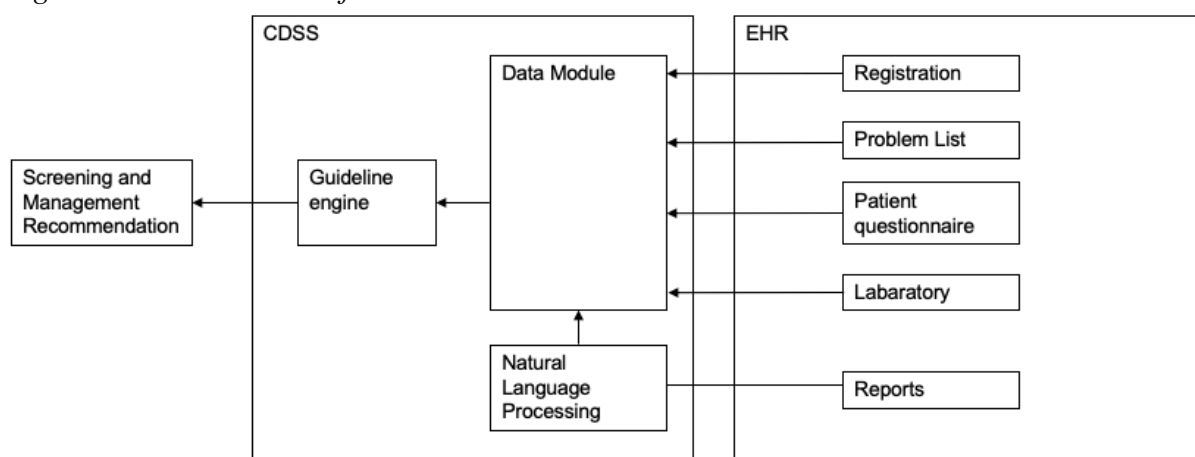 CDSS
EHR
Data Module
Registration
Problem List
Screening and
Management
Recommendation
Guideline
engine
Patient
questionnaire
Labaratory
Natural
Language
Processing
Reports